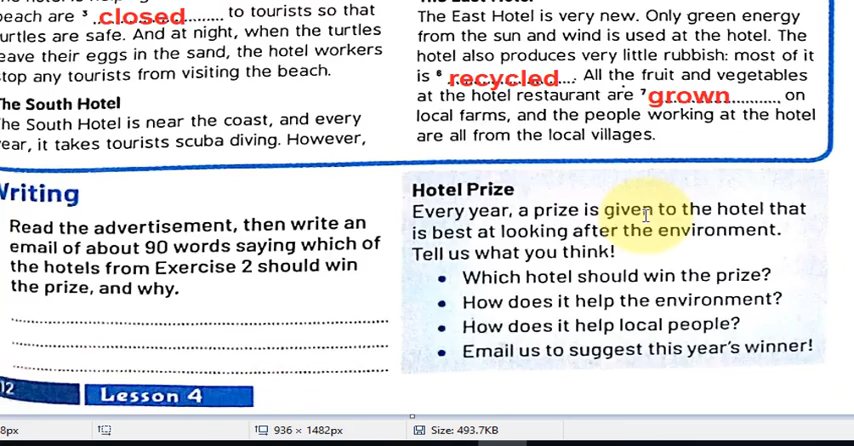 closed
beach are ³ ........................ to tourists so that
turtles are safe. And at night, when the turtles
leave their eggs in the sand, the hotel workers
stop any tourists from visiting the beach.
The South Hotel
The South Hotel is near the coast, and every
year, it takes tourists scuba diving. However,
The East Hotel is very new. Only green energy
from the sun and wind is used at the hotel. The
hotel also produces very little rubbish: most of it
is ⁶ recycled. All the fruit and vegetables
at the hotel restaurant are ⁷ grown on
local farms, and the people working at the hotel
are all from the local villages.
Writing
Read the advertisement, then write an
email of about 90 words saying which of
the hotels from Exercise 2 should win
the prize, and why.
Hotel Prize
Every year, a prize is given to the hotel that
is best at looking after the environment.
Tell us what you think!
• Which hotel should win the prize?
• How does it help the environment?
• How does it help local people?
• Email us to suggest this year's winner!
12 Lesson 4
8px
936 × 1482px
Size: 493.7KB